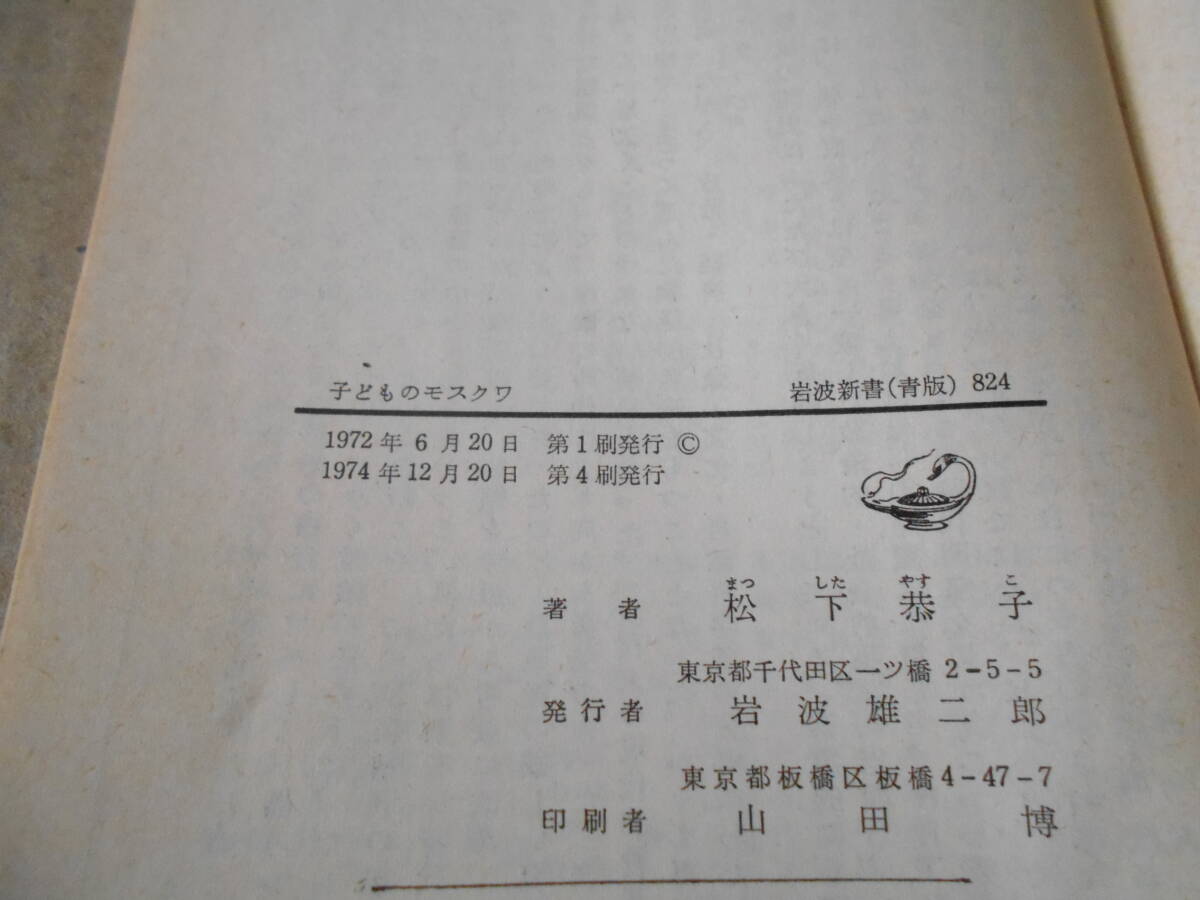 子どものモスクワ 岩波新書(青版) 824
1972年 6月20日 第1刷発行 ©
1974年12月20日 第4刷発行
まつ した やす こ
著者 松下恭子
東京都千代田区一ツ橋 2-5-5
発行者 岩波雄二郎
東京都板橋区板橋4-47-7
印刷者 山田博